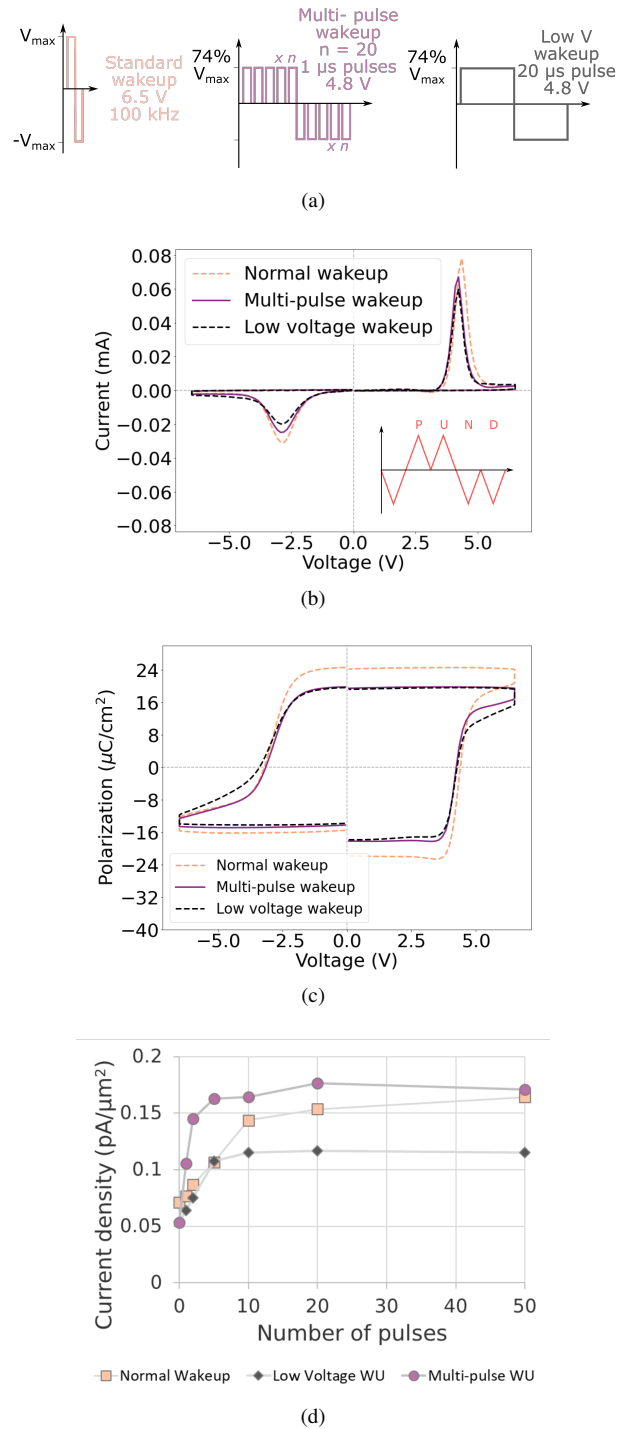 Vmax
-Vmax
Standard
wakeup
6.5 V
100 kHz
74%
Vmax
x n
x n
Multi- pulse
wakeup
n = 20
1 µs pulses
4.8 V
74%
Vmax
Low V
wakeup
20 µs pulse
4.8 V
(a)
Current (mA)
0.08
0.06
0.04
0.02
0.00
−0.02
−0.04
−0.06
−0.08
Normal wakeup
Multi-pulse wakeup
Low voltage wakeup
P U N D
−5.0 −2.5 0.0 2.5 5.0
Voltage (V)
(b)
Polarization (µC/cm²)
24
16
8
0
−8
−16
−24
−32
−40
Normal wakeup
Multi-pulse wakeup
Low voltage wakeup
−5.0 −2.5 0.0 2.5 5.0
Voltage (V)
(c)
Current density (pA/µm²)
0.2
0.15
0.1
0.05
0
0 10 20 30 40 50
Number of pulses
Normal Wakeup Low Voltage WU Multi-pulse WU
(d)